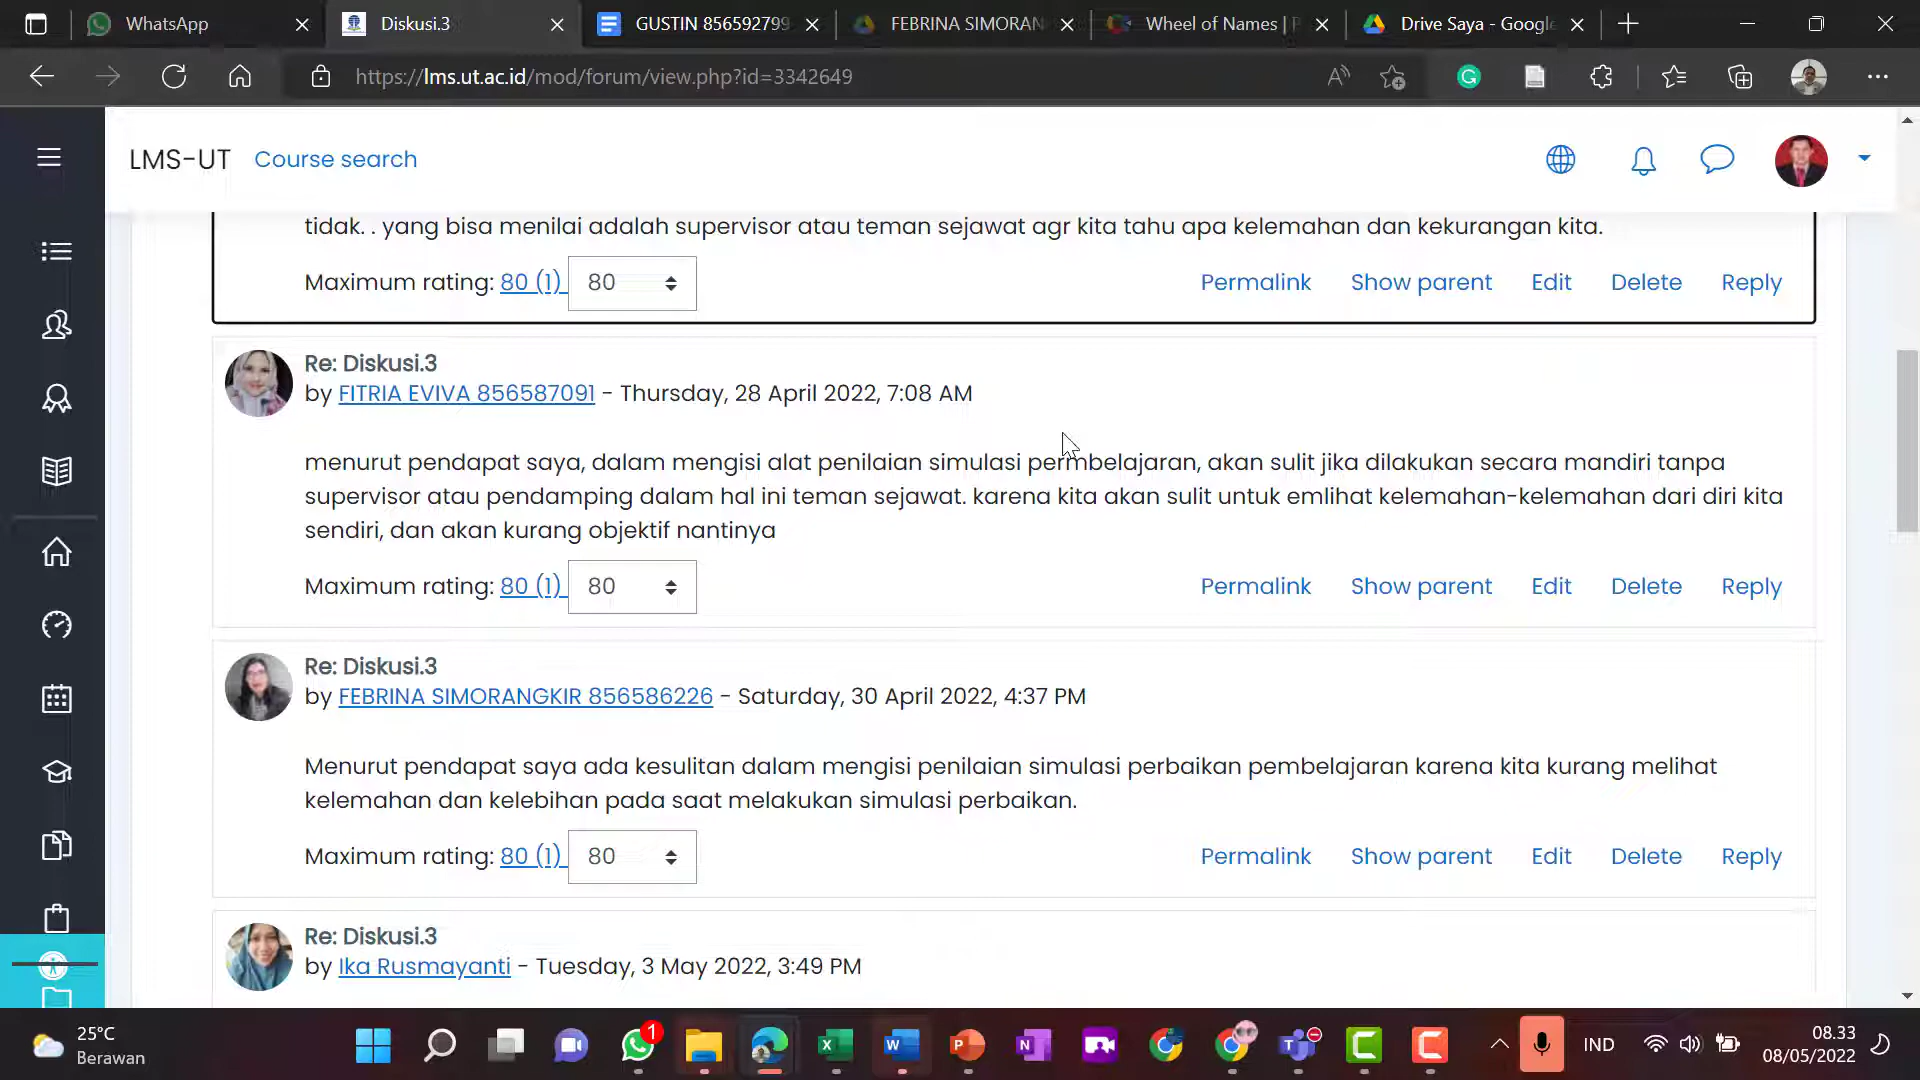 WhatsApp
Diskusi.3
GUSTIN 856592799
FEBRINA SIMORAN
Wheel of Names |
Drive Saya - Google
https://lms.ut.ac.id/mod/forum/view.php?id=3342649
LMS-UT
Course search
tidak. . yang bisa menilai adalah supervisor atau teman sejawat agr kita tahu apa kelemahan dan kekurangan kita.
Maximum rating: 80 (1) 80
Permalink Show parent Edit Delete Reply
Re: Diskusi.3
by FITRIA EVIVA 856587091 - Thursday, 28 April 2022, 7:08 AM
menurut pendapat saya, dalam mengisi alat penilaian simulasi permbelajaran, akan sulit jika dilakukan secara mandiri tanpa
supervisor atau pendamping dalam hal ini teman sejawat. karena kita akan sulit untuk emlihat kelemahan-kelemahan dari diri kita
sendiri, dan akan kurang objektif nantinya
Maximum rating: 80 (1) 80
Permalink Show parent Edit Delete Reply
Re: Diskusi.3
by FEBRINA SIMORANGKIR 856586226 - Saturday, 30 April 2022, 4:37 PM
Menurut pendapat saya ada kesulitan dalam mengisi penilaian simulasi perbaikan pembelajaran karena kita kurang melihat
kelemahan dan kelebihan pada saat melakukan simulasi perbaikan.
Maximum rating: 80 (1) 80
Permalink Show parent Edit Delete Reply
Re: Diskusi.3
by Ika Rusmayanti - Tuesday, 3 May 2022, 3:49 PM
25°C
Berawan
1
IND
08.33
08/05/2022